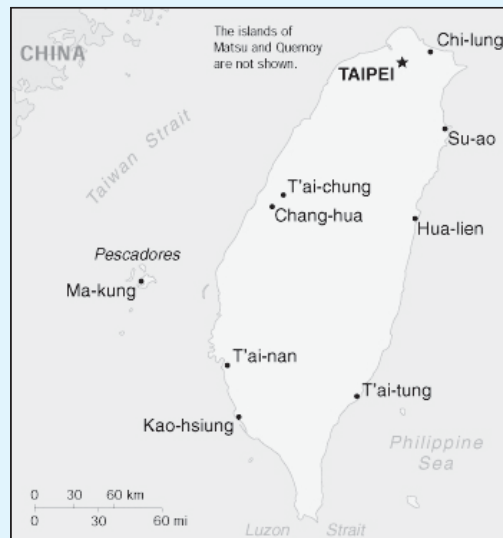 The islands of
Matsu and Quemoy
are not shown.
CHINA
Chi-lung
TAIPEI
Taiwan Strait
Su-ao
T'ai-chung
Chang-hua
Hua-lien
Pescadores
Ma-kung
T'ai-nan
T'ai-tung
Kao-hsiung
Philippine
Sea
0 30 60 km
0 30 60 mi
Luzon Strait